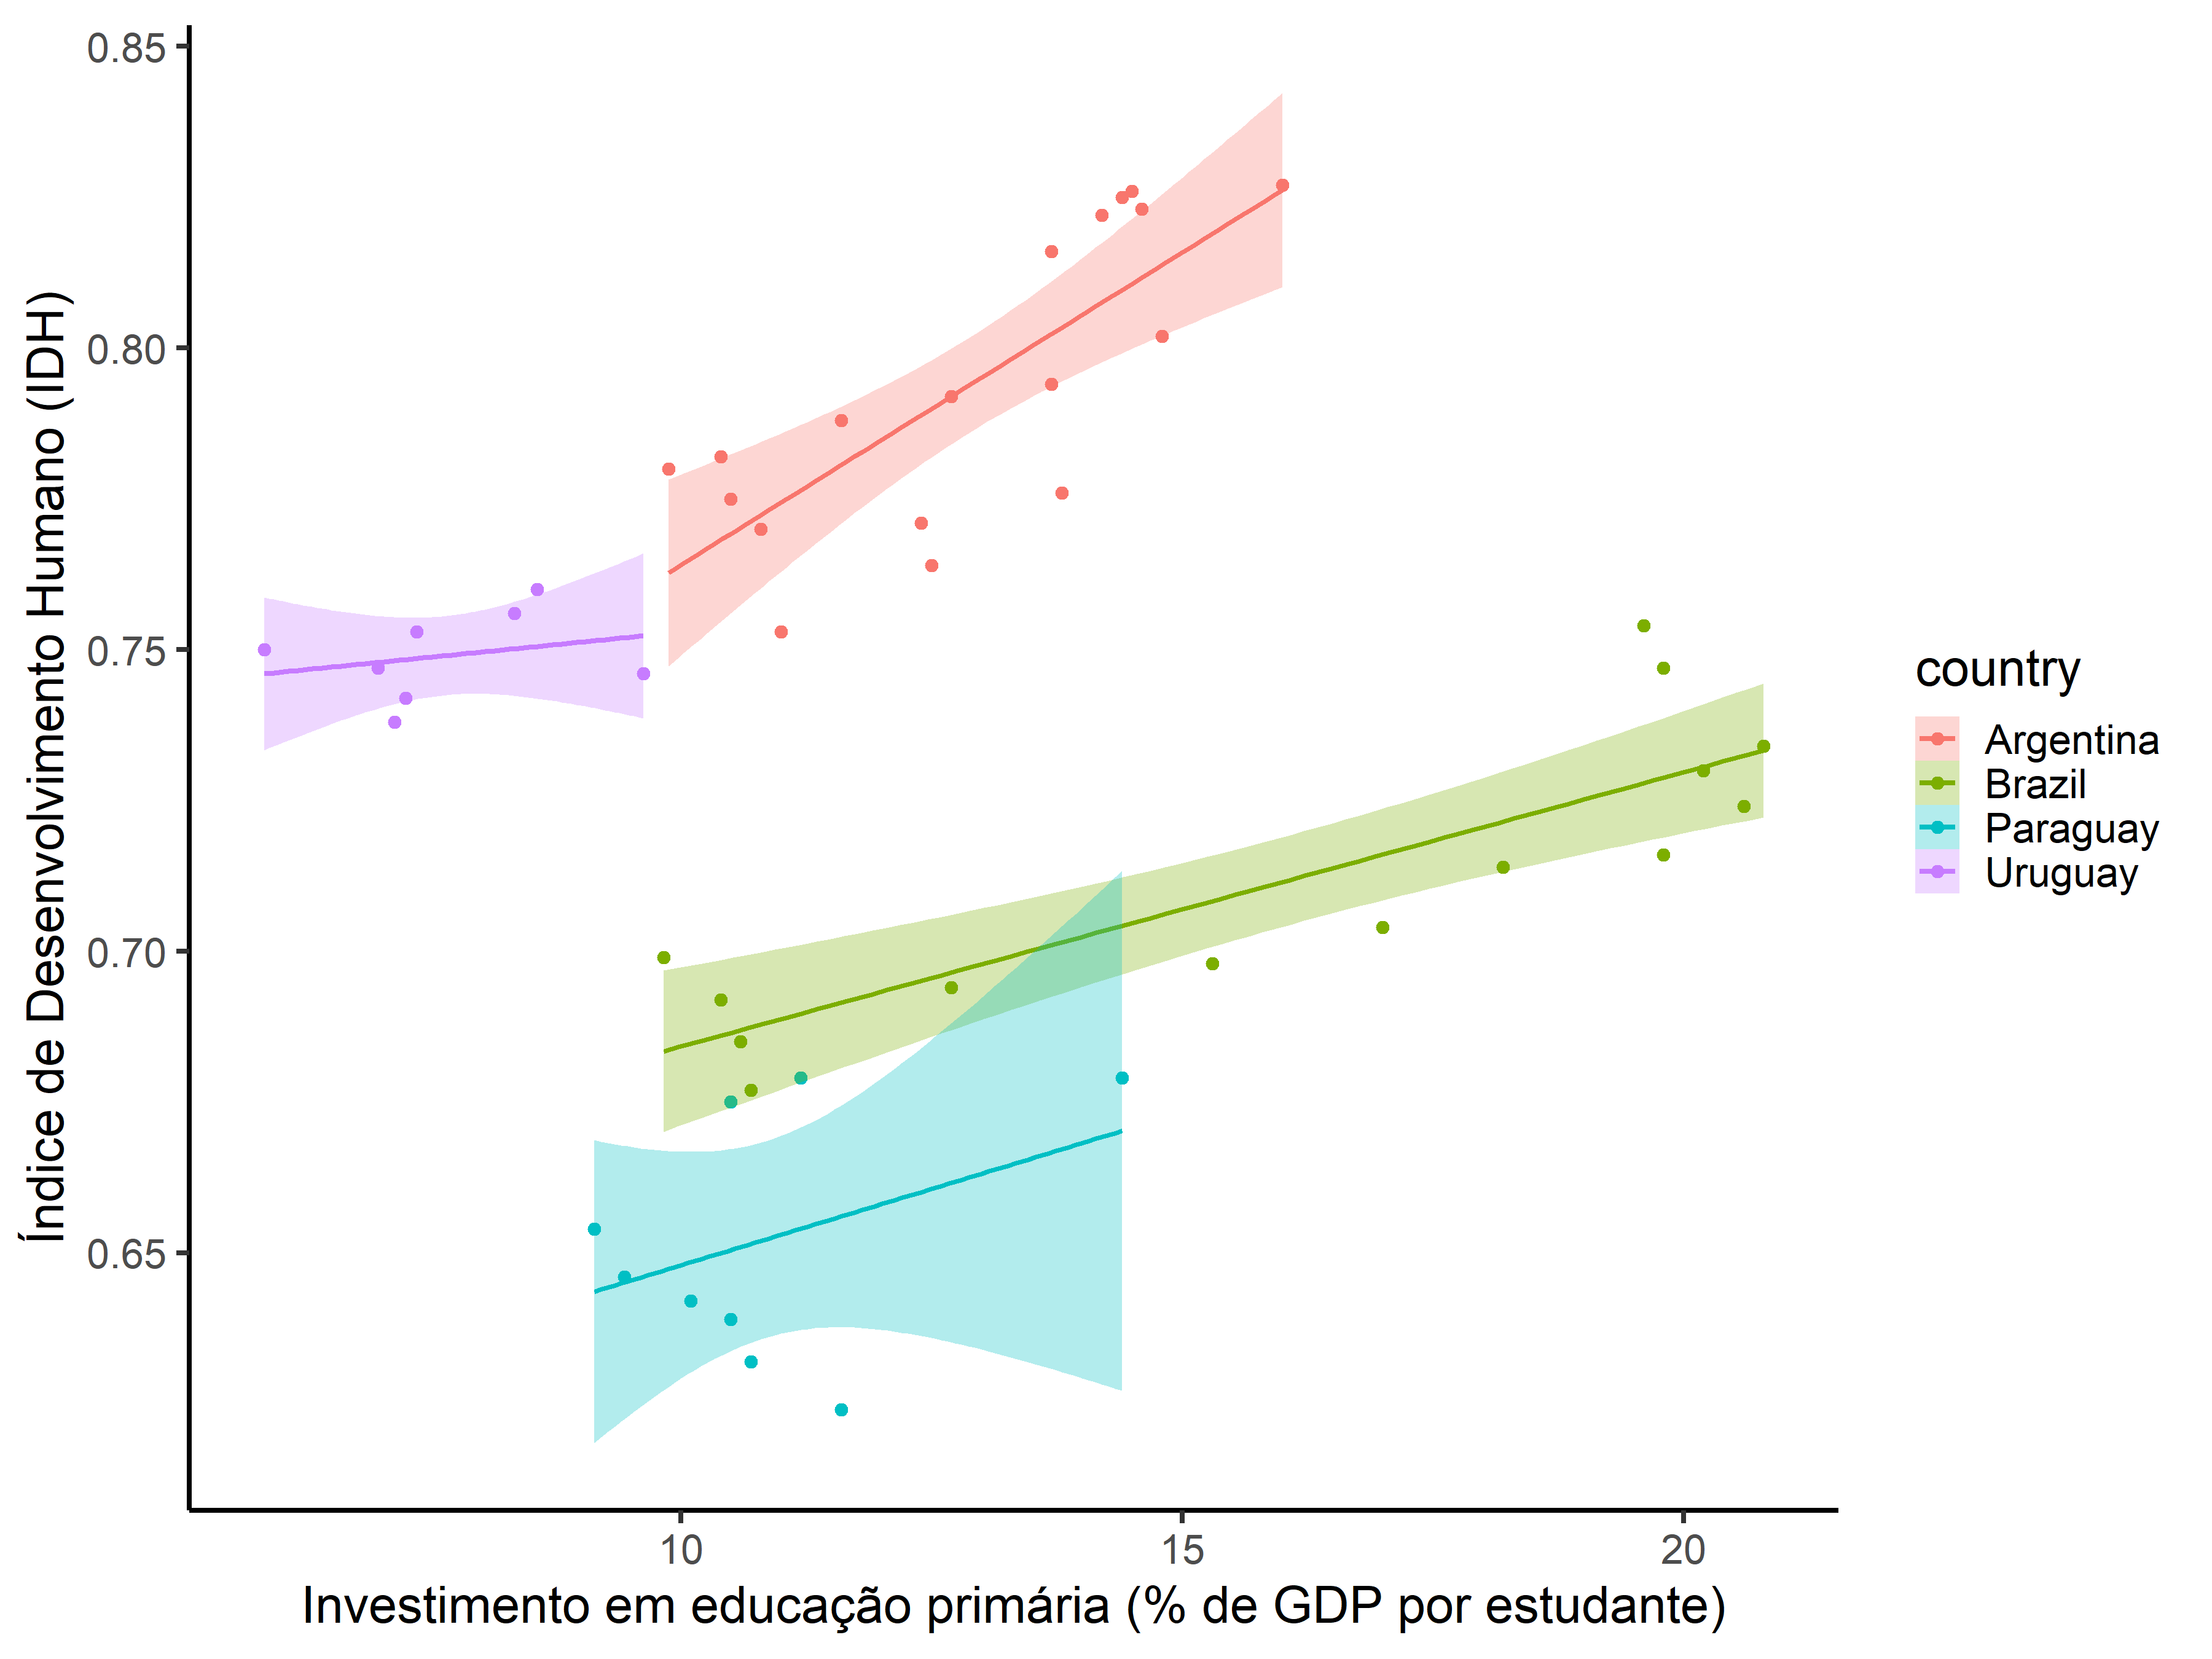 Índice de Desenvolvimento Humano (IDH)
0.85
0.80
0.75
0.70
0.65
10 15 20
Investimento em educação primária (% de GDP por estudante)
country
Argentina
Brazil
Paraguay
Uruguay